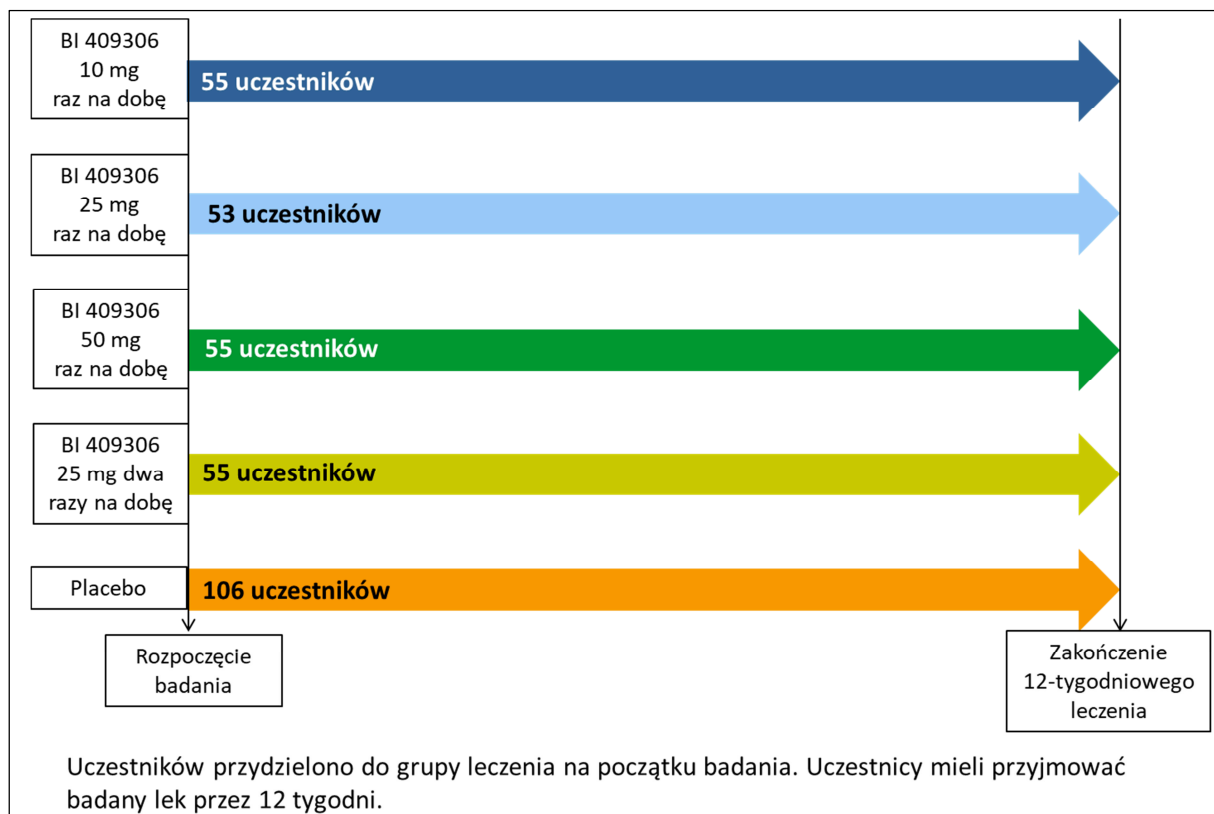 BI 409306
10 mg
raz na dobę
55 uczestników
BI 409306
25 mg
raz na dobę
53 uczestników
BI 409306
50 mg
raz na dobę
55 uczestników
BI 409306
25 mg dwa
razy na dobę
55 uczestników
Placebo
106 uczestników
Rozpoczęcie
badania
Zakończenie
12-tygodniowego
leczenia
Uczestników przydzielono do grupy leczenia na początku badania. Uczestnicy mieli przyjmować
badany lek przez 12 tygodni.